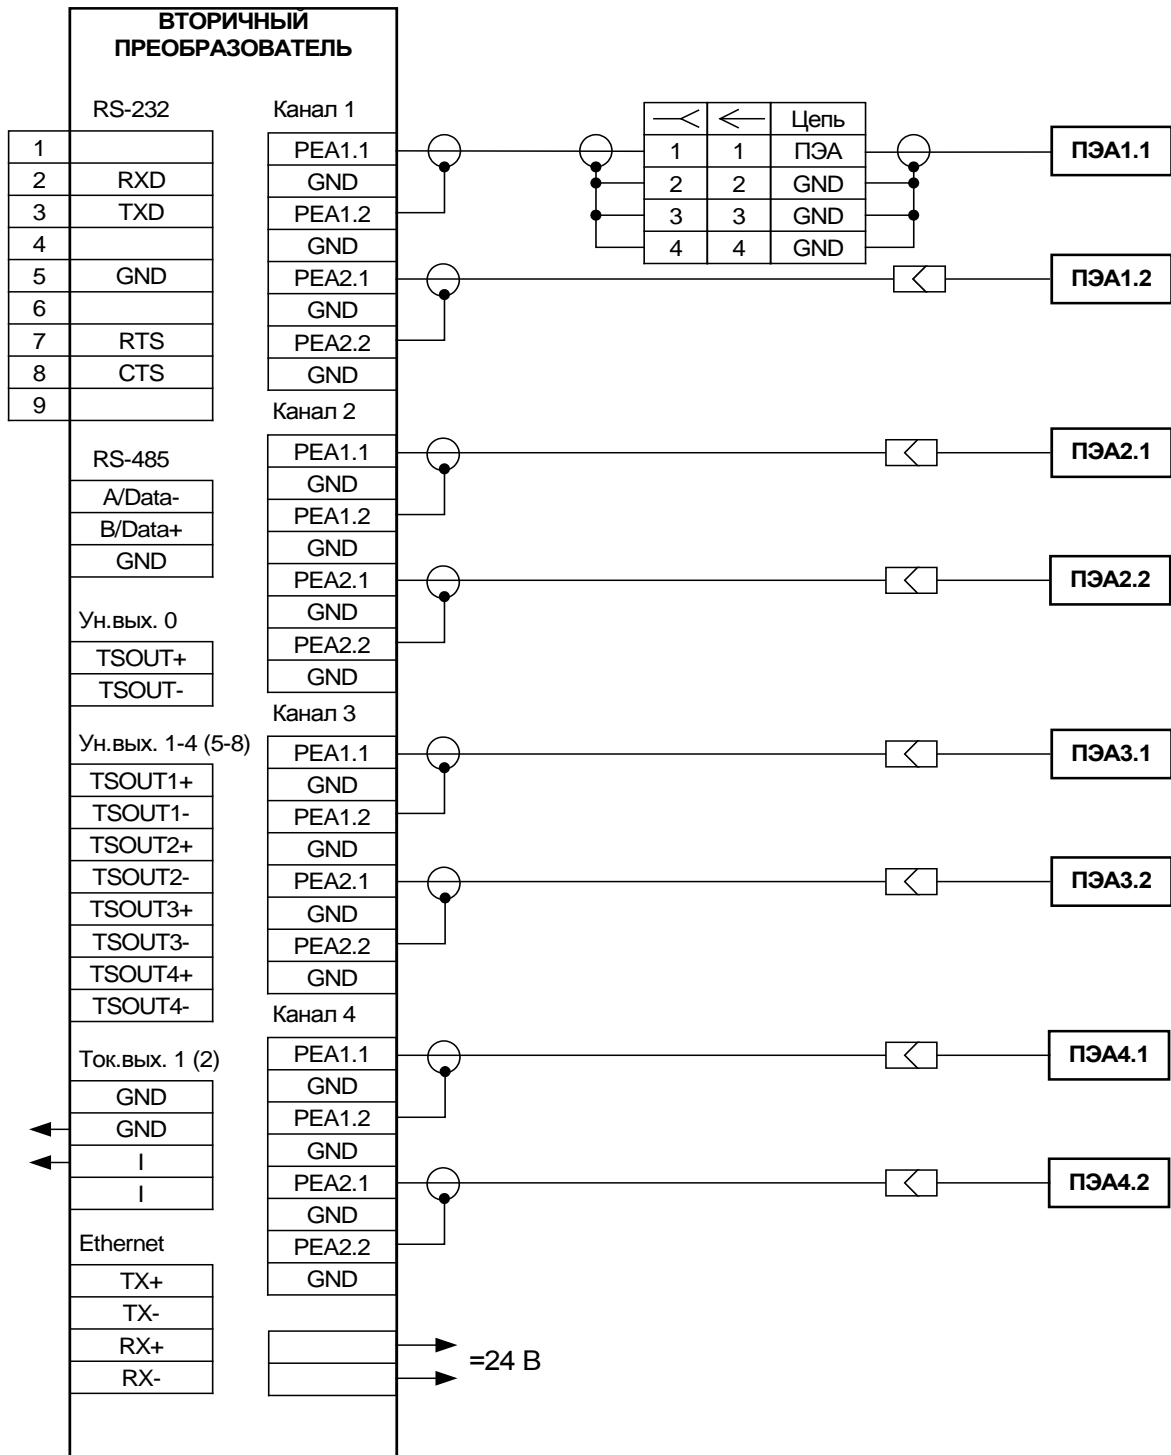 ВТОРИЧНЫЙ
ПРЕОБРАЗОВАТЕЛЬ
RS-232
1
2 RXD
3 TXD
4
5 GND
6
7 RTS
8 CTS
9
RS-485
A/Data-
B/Data+
GND
Ун.вых. 0
TSOUT+
TSOUT-
Ун.вых. 1-4 (5-8)
TSOUT1+
TSOUT1-
TSOUT2+
TSOUT2-
TSOUT3+
TSOUT3-
TSOUT4+
TSOUT4-
Ток.вых. 1 (2)
GND
GND
I
I
Ethernet
TX+
TX-
RX+
RX-
Канал 1
PEA1.1
GND
PEA1.2
GND
PEA2.1
GND
PEA2.2
GND
Канал 2
PEA1.1
GND
PEA1.2
GND
PEA2.1
GND
PEA2.2
GND
Канал 3
PEA1.1
GND
PEA1.2
GND
PEA2.1
GND
PEA2.2
GND
Канал 4
PEA1.1
GND
PEA1.2
GND
PEA2.1
GND
PEA2.2
GND
=24 В
Цепь
1 1 ПЭА
2 2 GND
3 3 GND
4 4 GND
ПЭА1.1
ПЭА1.2
ПЭА2.1
ПЭА2.2
ПЭА3.1
ПЭА3.2
ПЭА4.1
ПЭА4.2